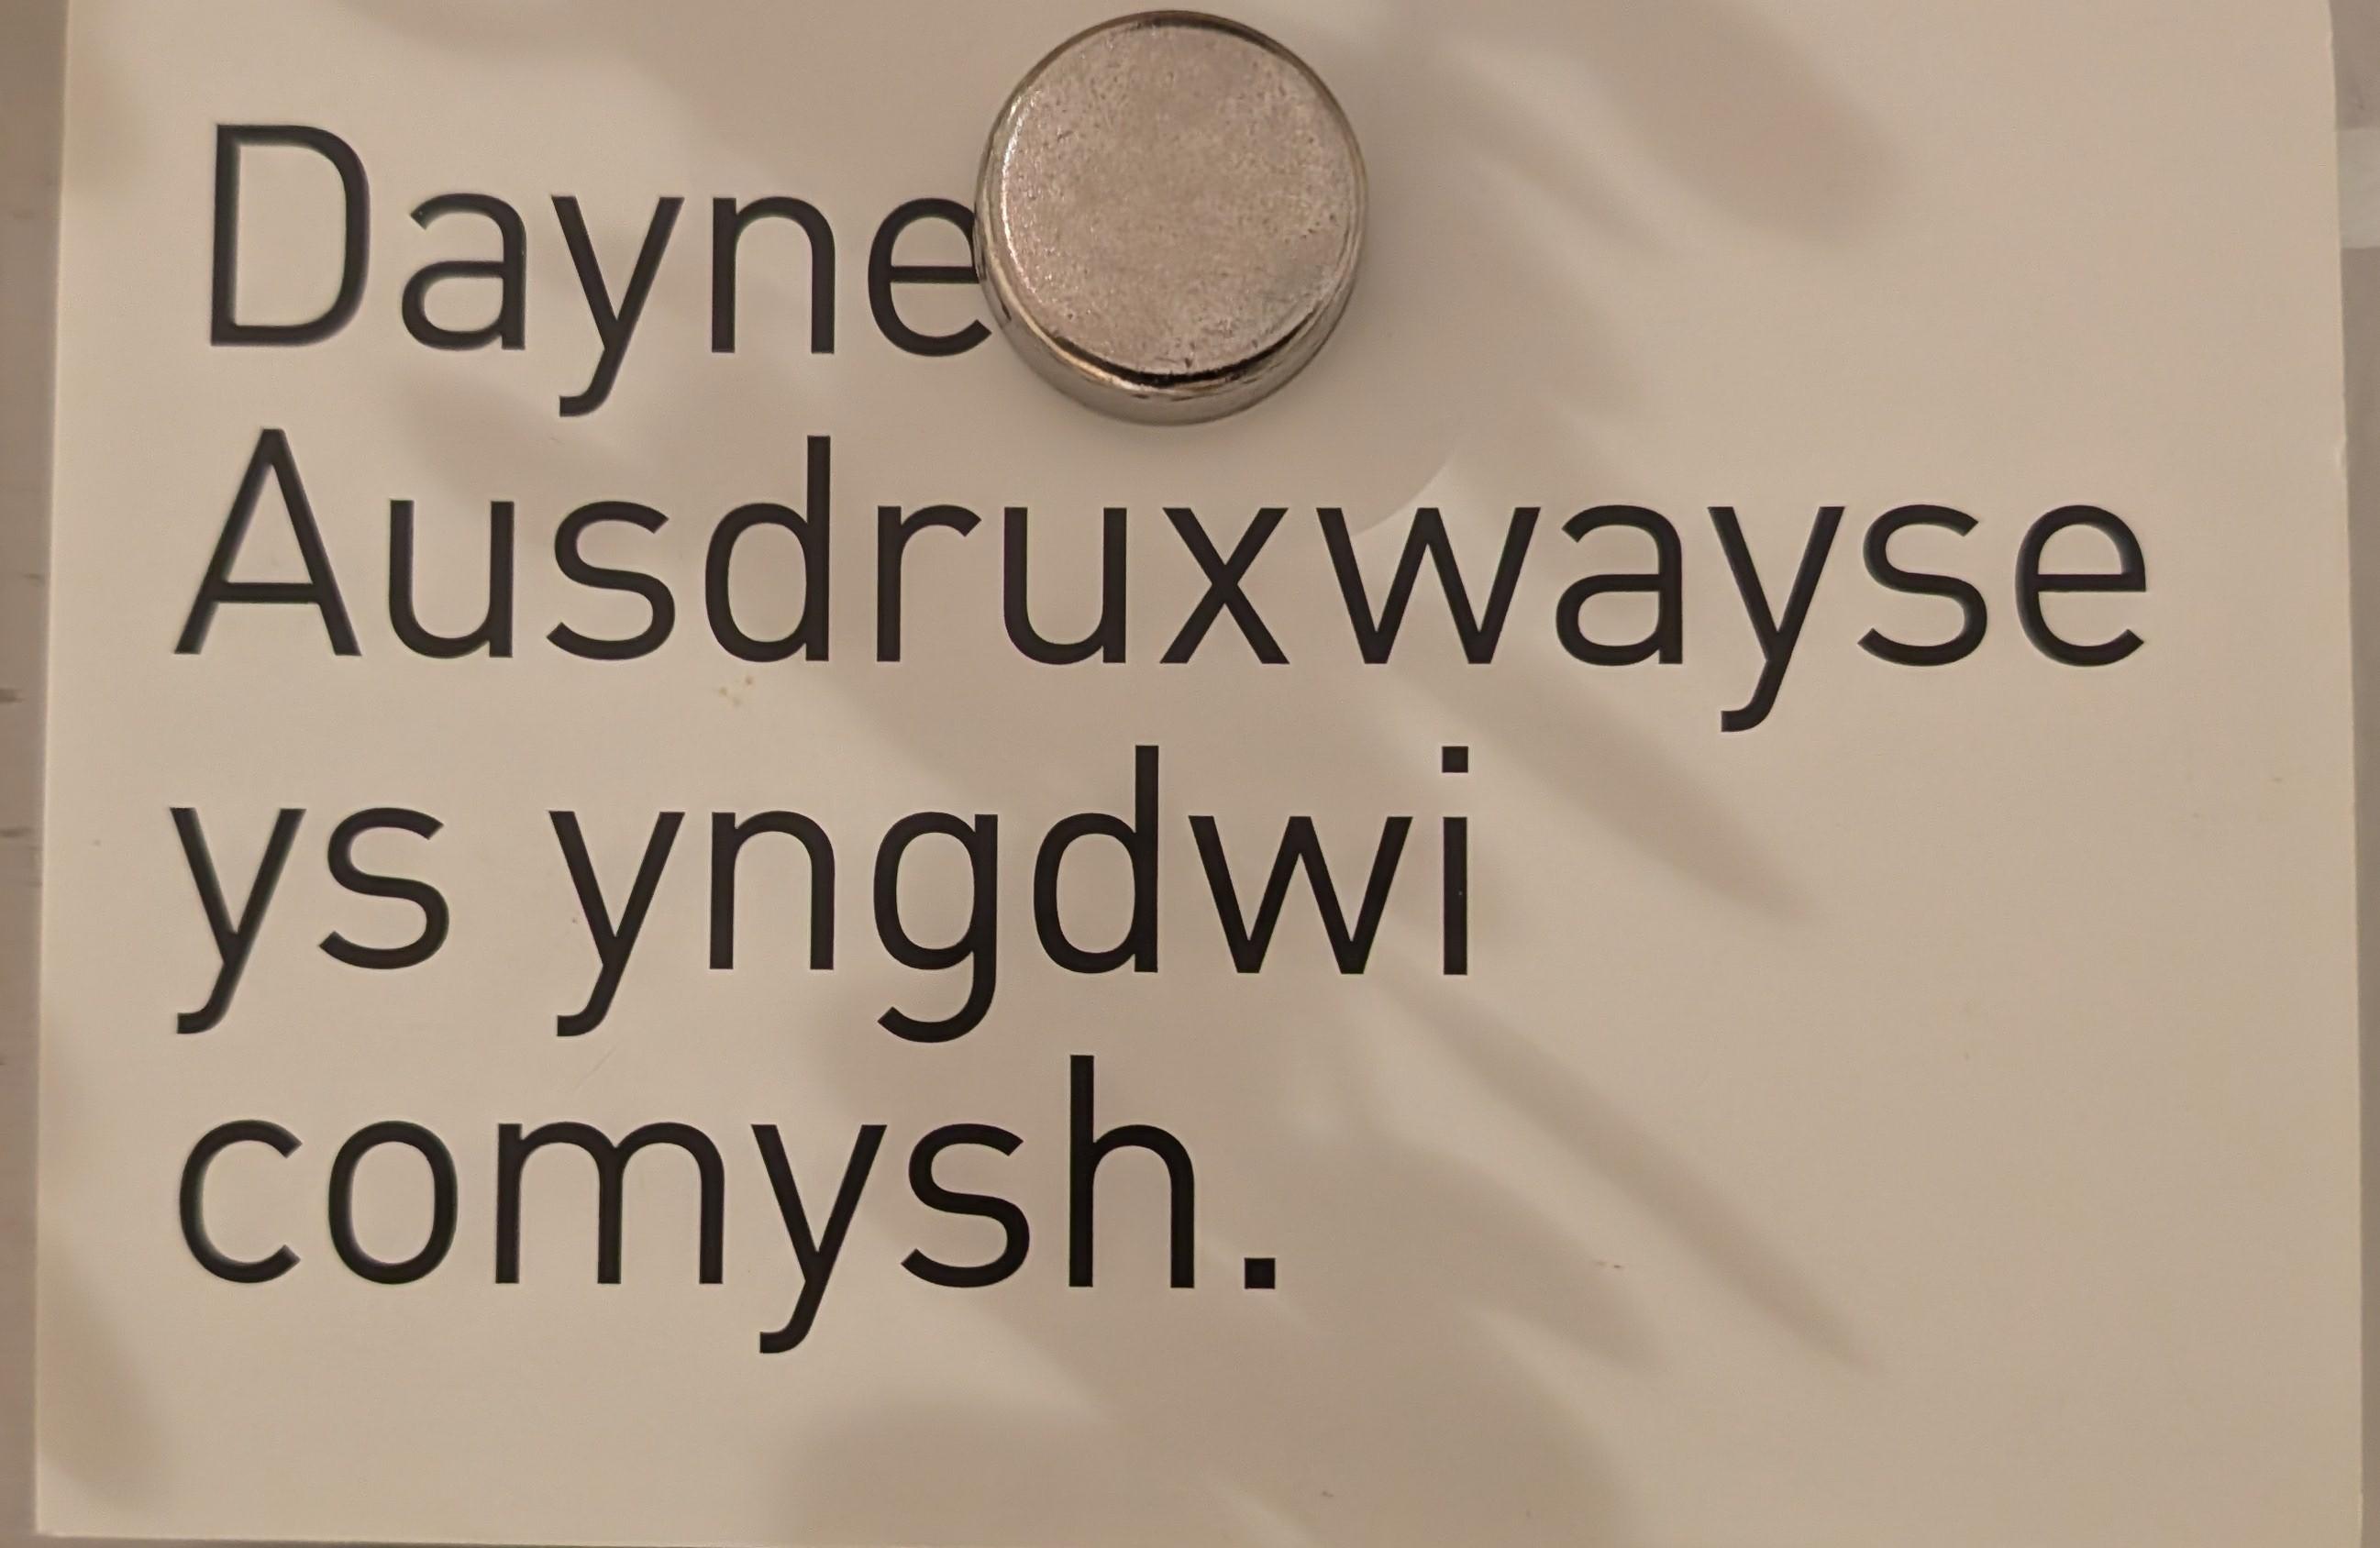 Dayne
Ausdruxwayse
ys yngdwi
comysh.